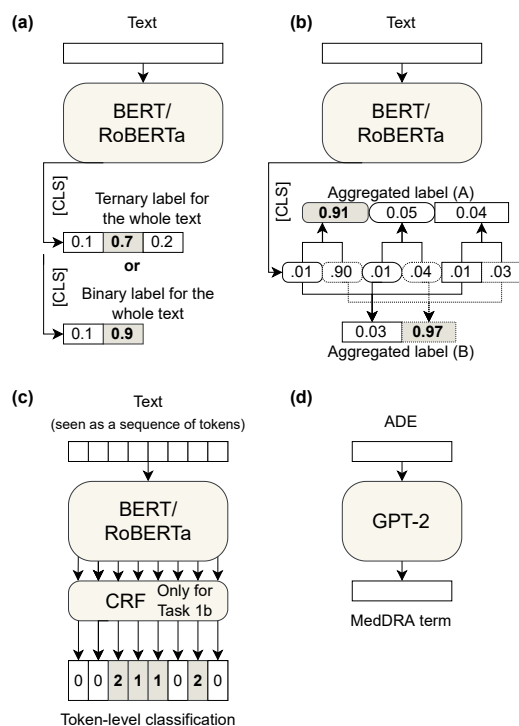 (a)
Text
BERT/
RoBERTa
[CLS]
Ternary label for
the whole text
0.1 0.7 0.2
or
[CLS]
Binary label for the
whole text
0.1 0.9
(b)
Text
BERT/
RoBERTa
[CLS]
Aggregated label (A)
0.91 0.05 0.04
.01 .90 .01 .04 .01 .03
0.03 0.97
Aggregated label (B)
(c)
Text
(seen as a sequence of tokens)
BERT/
RoBERTa
CRF Only for
Task 1b
0 0 2 1 1 0 2 0
Token-level classification
(d)
ADE
GPT-2
MedDRA term